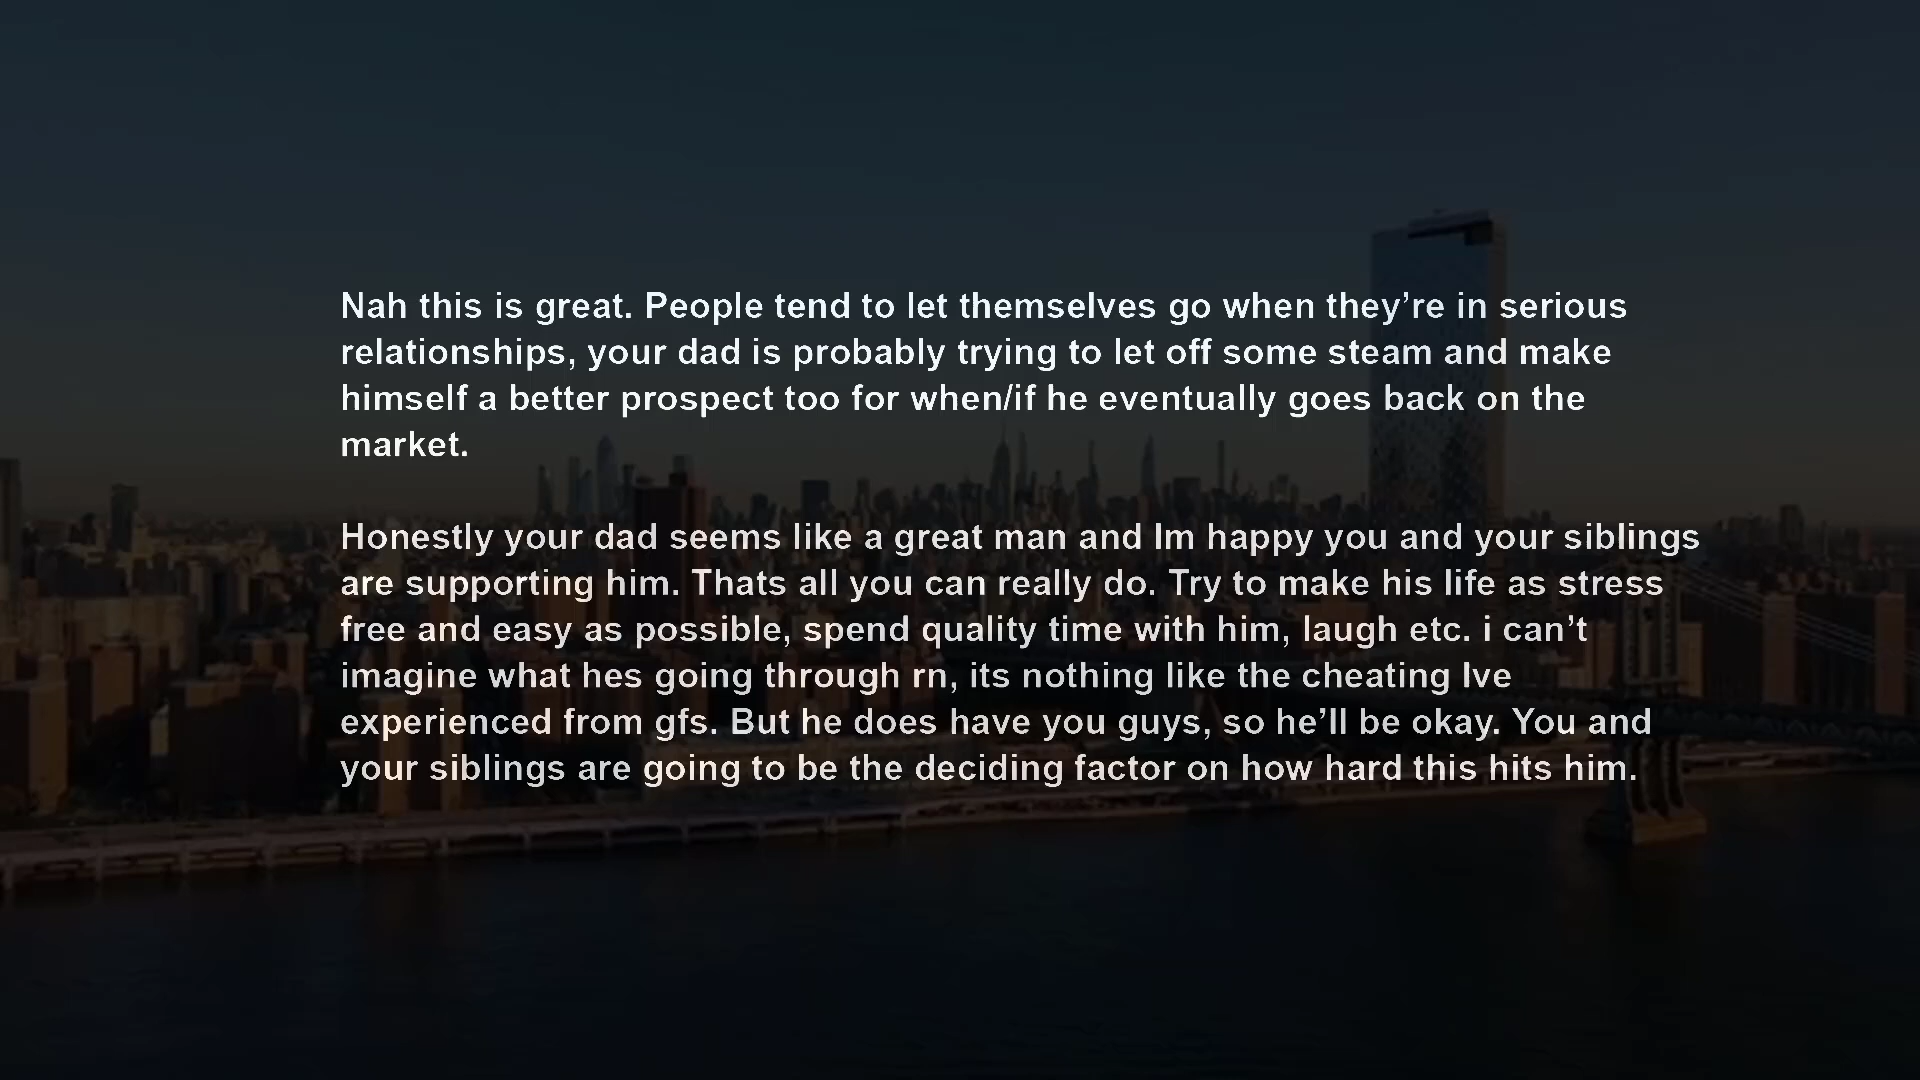 Nah this is great. People tend to let themselves go when they’re in serious
relationships, your dad is probably trying to let off some steam and make
himself a better prospect too for when/if he eventually goes back on the
market.
Honestly your dad seems like a great man and Im happy you and your siblings
are supporting him. Thats all you can really do. Try to make his life as stress
free and easy as possible, spend quality time with him, laugh etc. i can’t
imagine what hes going through rn, its nothing like the cheating Ive
experienced from gfs. But he does have you guys, so he’ll be okay. You and
your siblings are going to be the deciding factor on how hard this hits him.